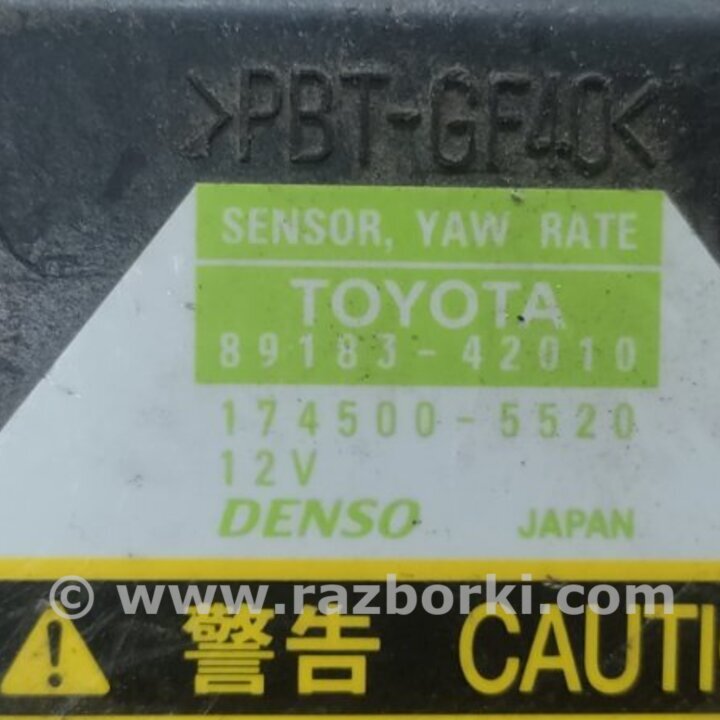 >PBT-GF40<
SENSOR, YAW RATE
TOYOTA
89183-42010
174500-5520
12V
DENSO JAPAN
© www.razborki.com
警告 CAUTI